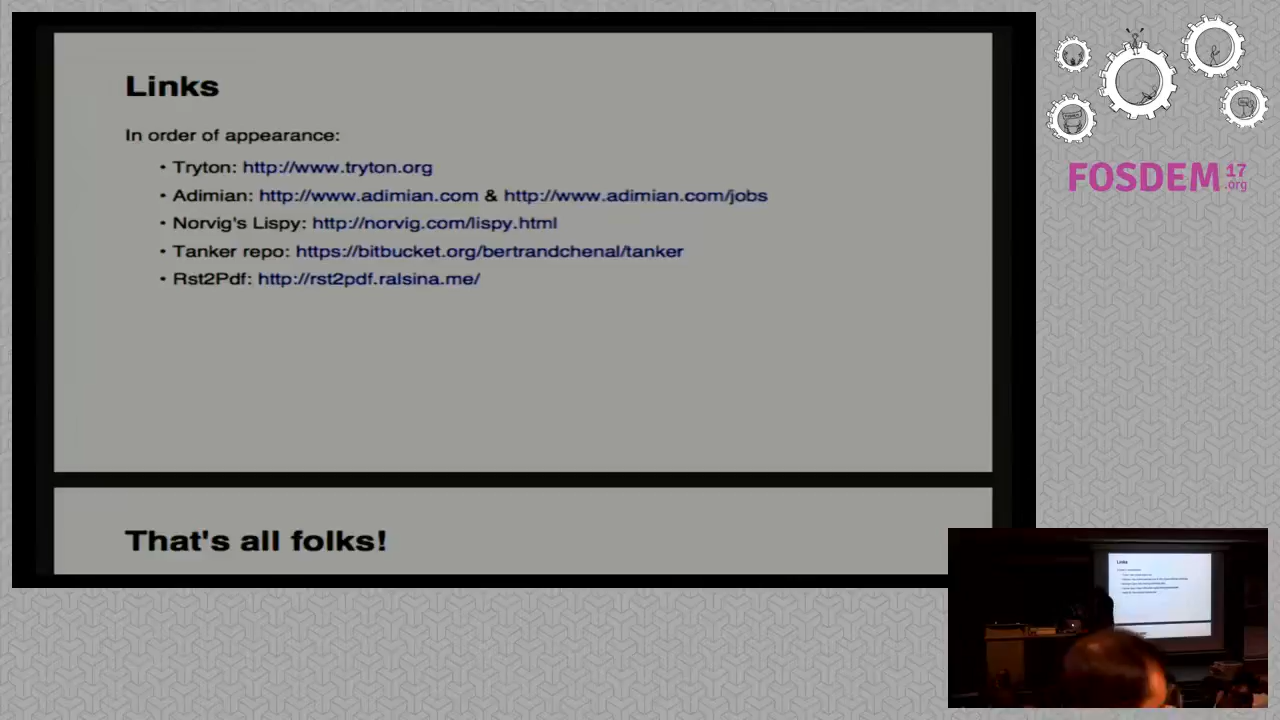 Links
In order of appearance:
• Tryton: http://www.tryton.org
• Adimian: http://www.adimian.com & http://www.adimian.com/jobs
• Norvig's Lispy: http://norvig.com/lispy.html
• Tanker repo: https://bitbucket.org/bertrandchenal/tanker
• Rst2Pdf: http://rst2pdf.ralsina.me/
That's all folks!
FOSDEM 17
.org
Links